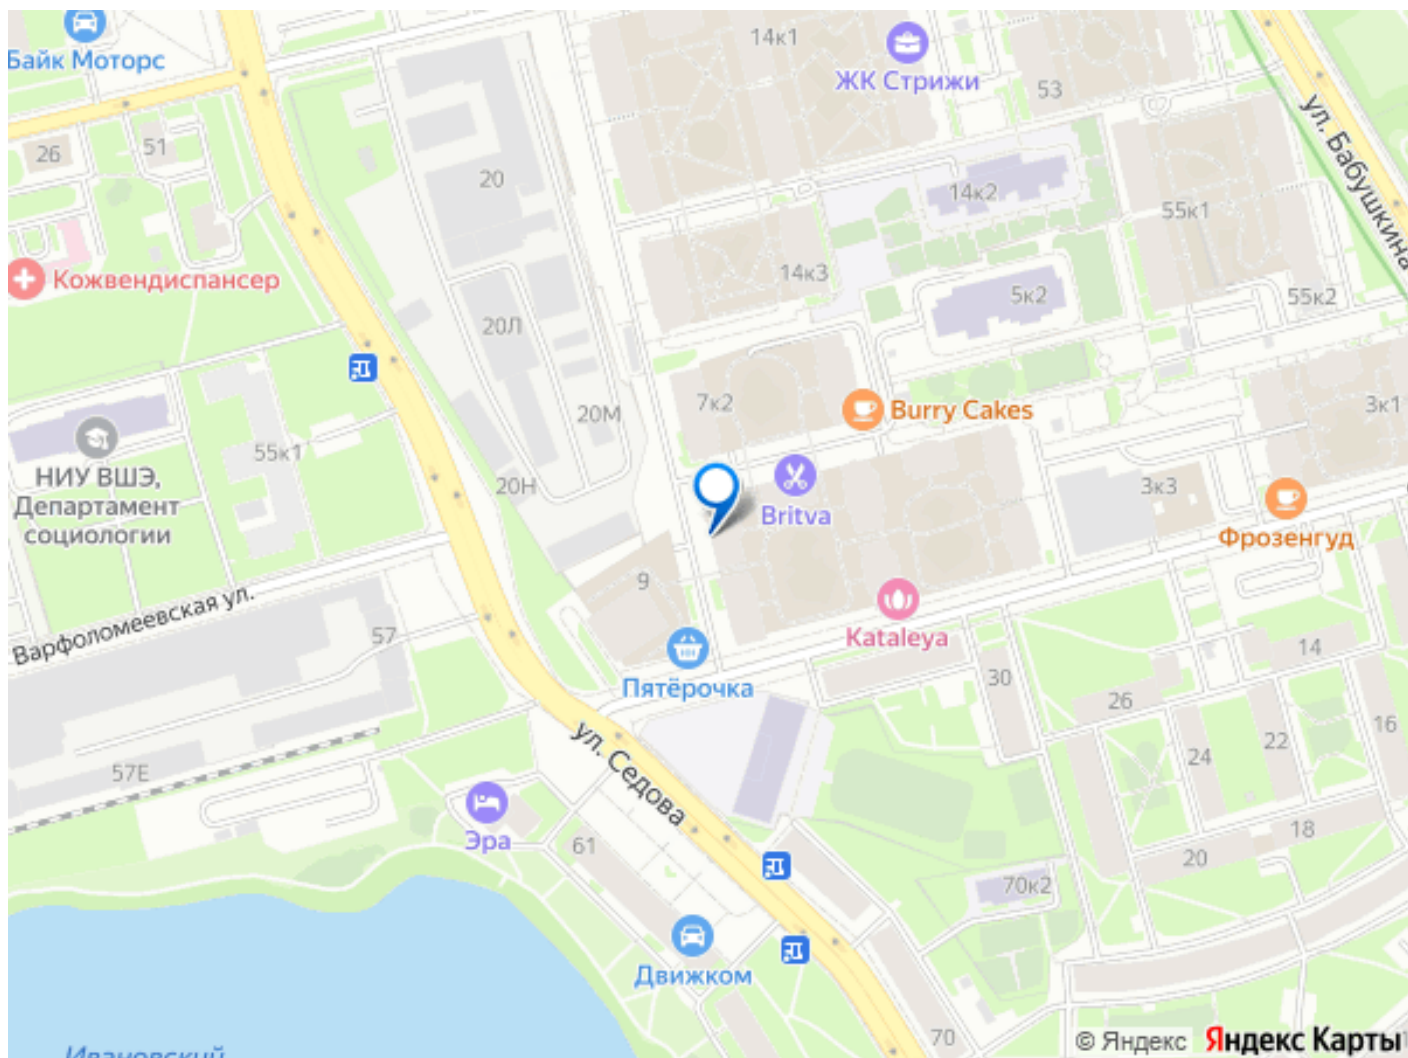 14к1
Байк Моторс
ЖК Стрижи
53
ул. Бабушкина
51
26
20
14к2
55к1
Кожвендиспансер
14к3
5к2
55к2
20Л
7к2
Burry Cakes
3к1
20М
55к1
НИУ ВШЭ,
Департамент
социологии
20Н
Britva
3к3
Фрозенгуд
9
Варфоломеевская ул.
57
Kataleya
Пятёрочка
30
14
26
16
22
24
57Е
ул. Седова
Эра
61
18
20
70к2
Движком
70
Ивановский
© Яндекс Яндекс Карты